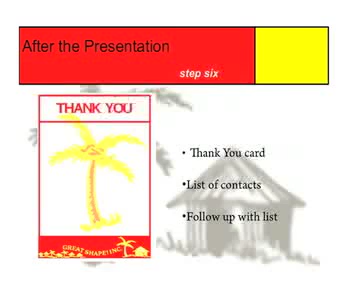 After the Presentation
step six
THANK YOU
• Thank You card
•List of contacts
•Follow up with list
GREAT SHAPE! INC